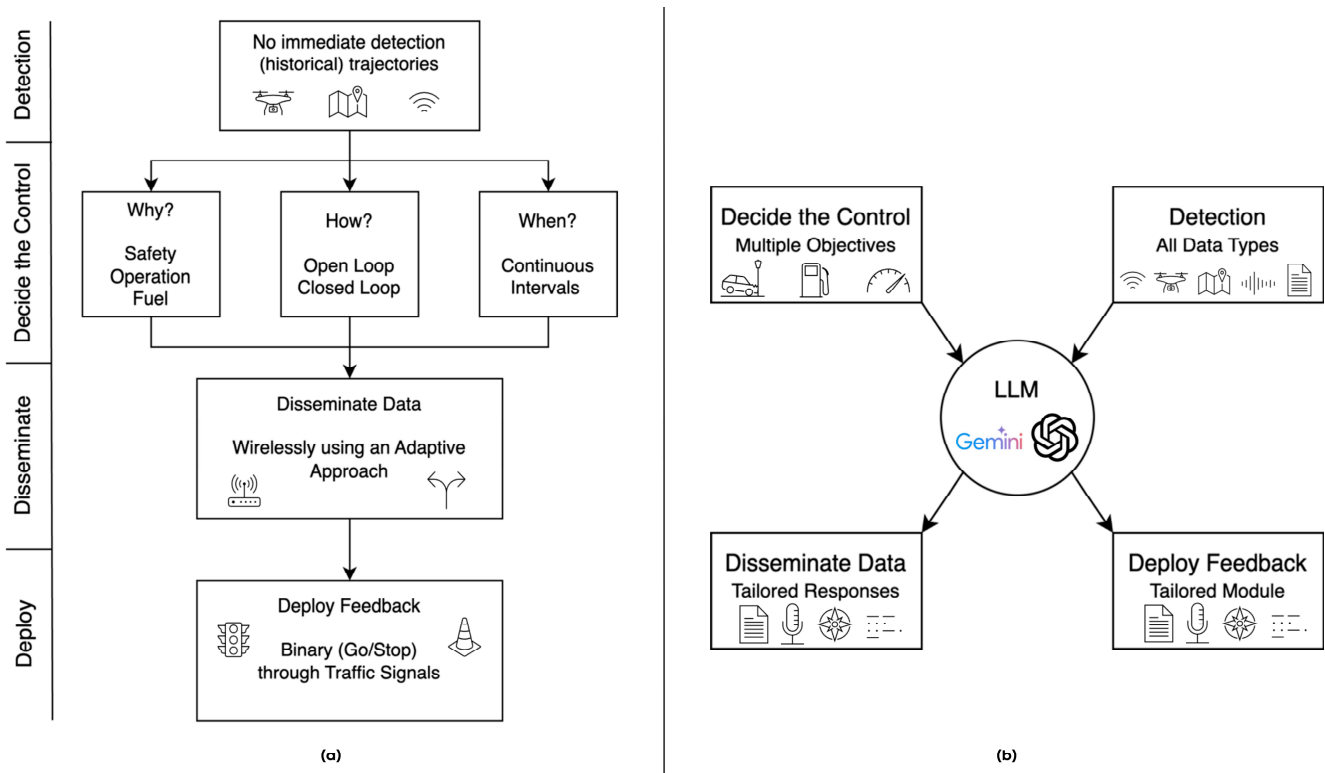 Detection
No immediate detection
(historical) trajectories
Decide the Control
Why?
Safety
Operation
Fuel
How?
Open Loop
Closed Loop
When?
Continuous
Intervals
Disseminate
Disseminate Data
Wirelessly using an Adaptive
Approach
Deploy
Deploy Feedback
Binary (Go/Stop)
through Traffic Signals
(a)
Decide the Control
Multiple Objectives
Detection
All Data Types
LLM
Gemini
Disseminate Data
Tailored Responses
Deploy Feedback
Tailored Module
(b)